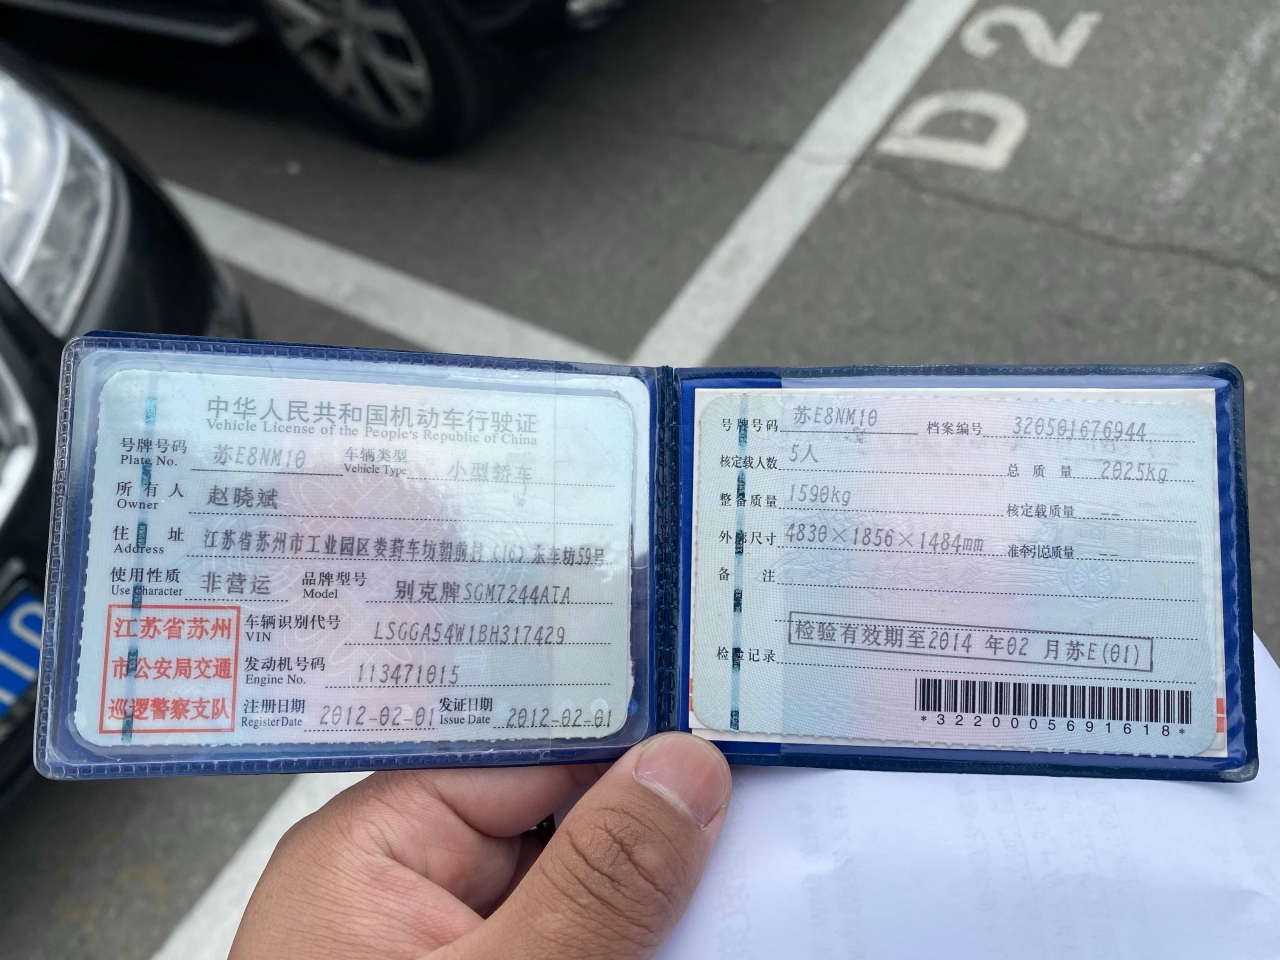 D2
中华人民共和国机动车行驶证
Vehicle License of the People's Republic of China
号牌号码 苏E8NM10 车辆类型 小型轿车
Plate No. Vehicle Type
所有人 赵晓斌
Owner
住址 江苏省苏州市工业园区娄葑车坊朝前村(16)东车坊59号
Address
使用性质 非营运 品牌型号 别克牌SGM7244ATA
Use Character Model
江苏省苏州
市公安局交通
巡逻警察支队
车辆识别代号 LSGGA54W1BH317429
VIN
发动机号码 113471015
Engine No.
注册日期 2012-02-01 发证日期 2012-02-01
Register Date Issue Date
号牌号码 苏E8NM10 档案编号 320501676944
核定载人数 5人 总质量 2025kg
整备质量 1590kg 核定载质量 --
外廓尺寸 4830×1856×1484mm 准牵引总质量 --
备注
检验记录 检验有效期至2014年02月苏E(01)
*3220005691618*